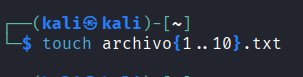 ┌──(kali㉿kali)-[~]
└─$ touch archivo{1..10}.txt